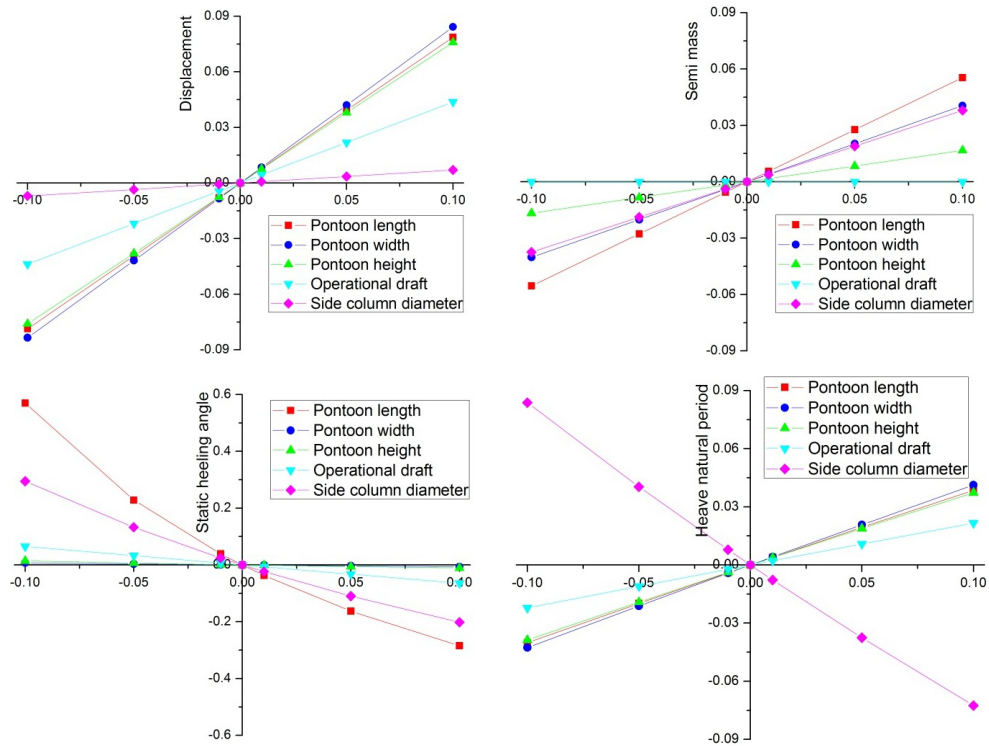 0.09
0.06
0.03
0.00
-0.03
-0.06
-0.09
-0.10
-0.05
0.00
0.05
0.10
Displacement
Pontoon length
Pontoon width
Pontoon height
Operational draft
Side column diameter
0.09
0.06
0.03
0.00
-0.03
-0.06
-0.09
-0.10
-0.05
0.00
0.05
0.10
Semi mass
Pontoon length
Pontoon width
Pontoon height
Operational draft
Side column diameter
0.6
0.4
0.2
0.0
-0.2
-0.4
-0.6
-0.10
-0.05
0.00
0.05
0.10
Static heeling angle
Pontoon length
Pontoon width
Pontoon height
Operational draft
Side column diameter
0.09
0.06
0.03
0.00
-0.03
-0.06
-0.09
-0.10
-0.05
0.00
0.05
0.10
Heave natural period
Pontoon length
Pontoon width
Pontoon height
Operational draft
Side column diameter